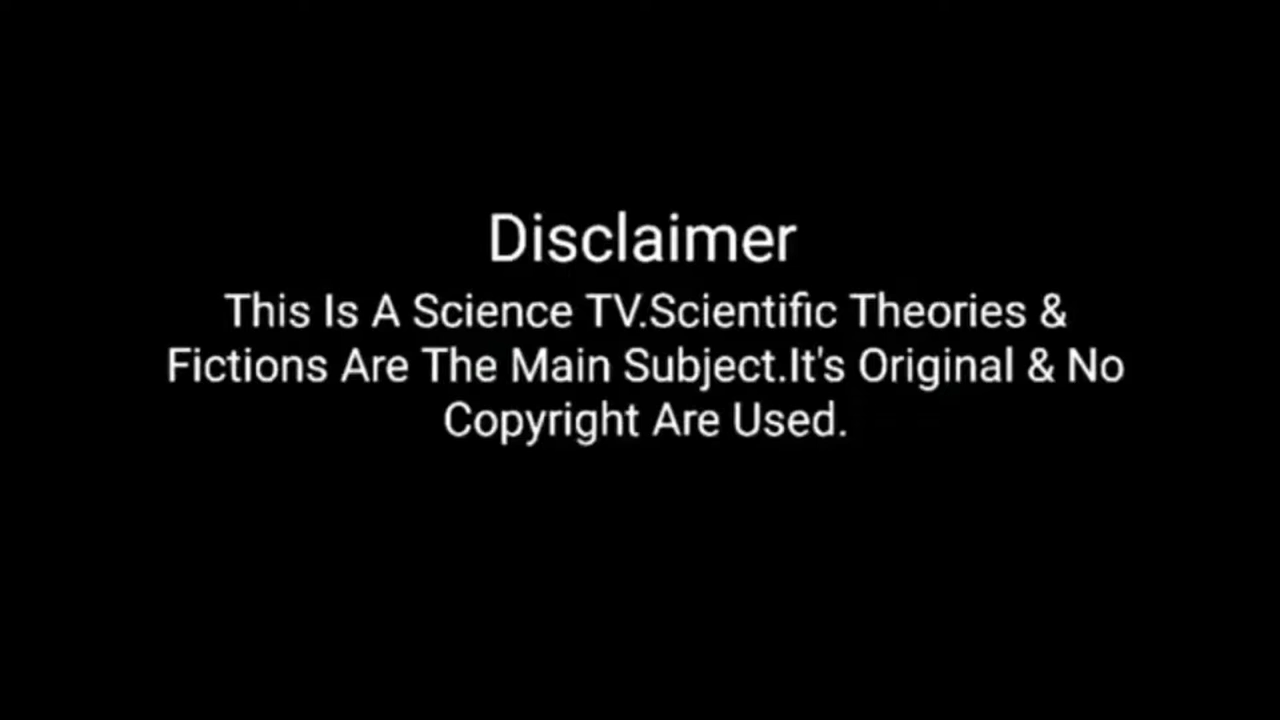 Disclaimer
This Is A Science TV.Scientific Theories &
Fictions Are The Main Subject.It's Original & No
Copyright Are Used.